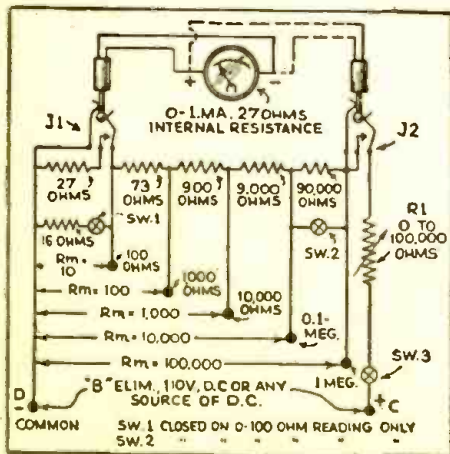 + -
0-1.MA. 27 OHMS
INTERNAL RESISTANCE
J1
J2
27
OHMS
73
OHMS
900
OHMS
9,000
OHMS
90,000
OHMS
R1
0 TO
100,000
OHMS
SW.1
SW.2
16 OHMS
Rm=
10
100
OHMS
Rm= 100
1000
OHMS
Rm= 1,000
10,000
OHMS
Rm= 10,000
0.1-
MEG.
Rm= 100,000
1 MEG.
SW.3
D
-
"B" ELIM., 110V., D.C OR ANY
SOURCE OF D.C.
+C
COMMON
SW.1 CLOSED ON 0-100 OHM READING ONLY
SW.2 " " " " " "